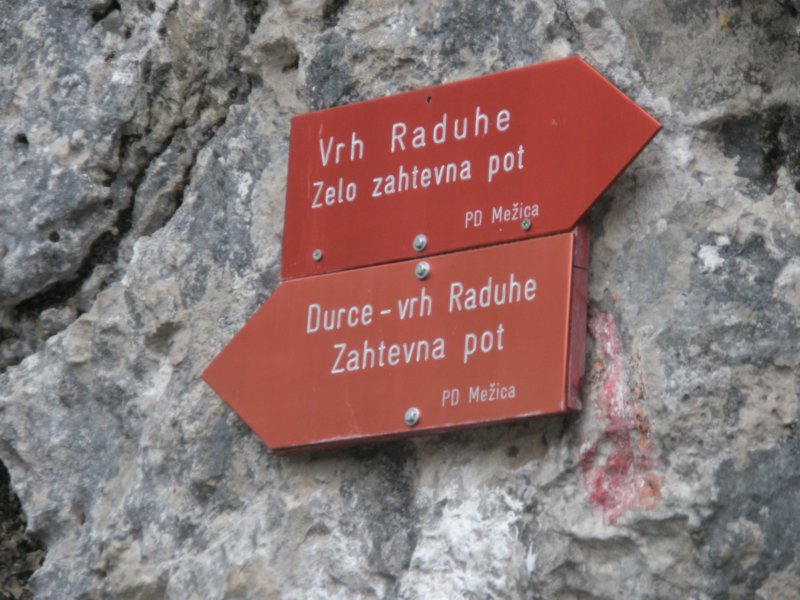 Vrh Raduhe
Zelo zahtevna pot
PD Mežica
Durce - vrh Raduhe
Zahtevna pot
PD Mežica